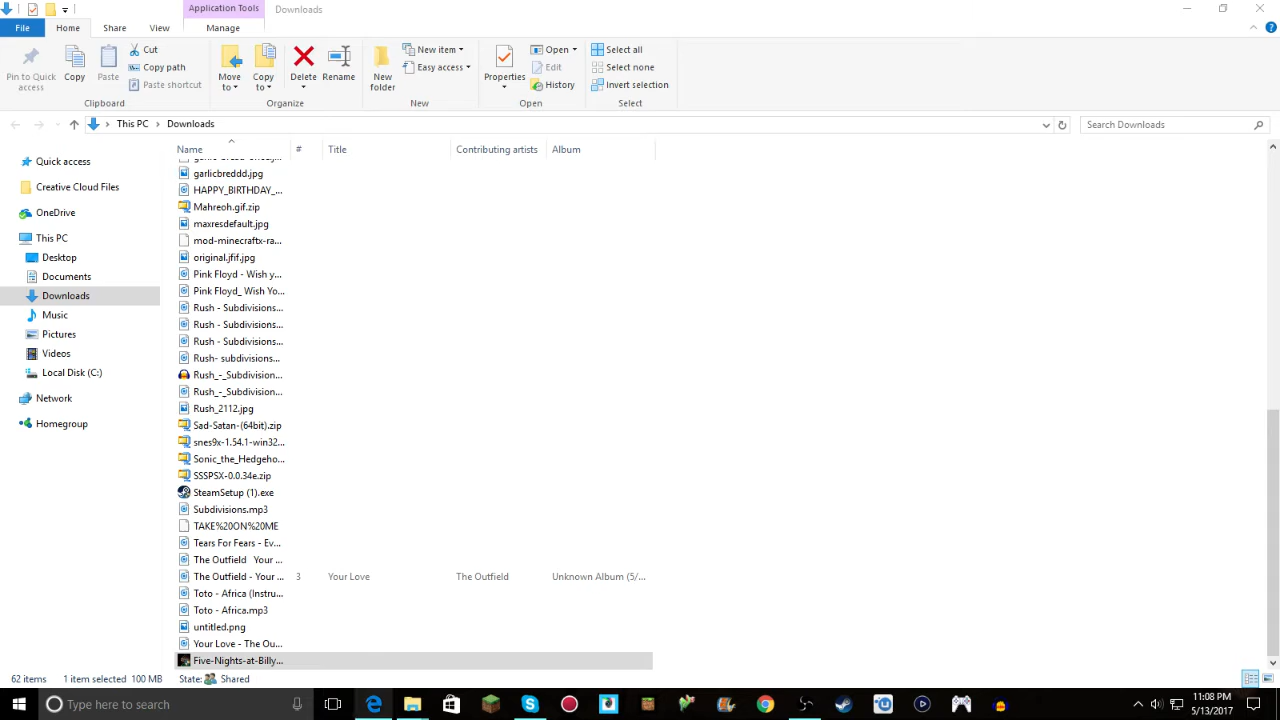 Application Tools
Downloads
File
Home
Share
View
Manage
Pin to Quick access
Copy
Paste
Cut
Copy path
Paste shortcut
Clipboard
Move to
Copy to
Delete
Rename
Organize
New folder
New item
Easy access
New
Properties
Open
Edit
History
Open
Select all
Select none
Invert selection
Select
This PC
Downloads
Search Downloads
Quick access
Creative Cloud Files
OneDrive
This PC
Desktop
Documents
Downloads
Music
Pictures
Videos
Local Disk (C:)
Network
Homegroup
Name # Title Contributing artists Album
garlicbreddd.jpg
HAPPY_BIRTHDAY_...
Mahreoh.gif.zip
maxresdefault.jpg
mod-minecraftx-ra...
original.jfif.jpg
Pink Floyd - Wish y...
Pink Floyd_ Wish Yo...
Rush - Subdivisions...
Rush - Subdivisions...
Rush - Subdivisions...
Rush- subdivisions...
Rush_-_Subdivision...
Rush_-_Subdivision...
Rush_2112.jpg
Sad-Satan-(64bit).zip
snes9x-1.54.1-win32...
Sonic_the_Hedgeho...
SSSPSX-0.0.34e.zip
SteamSetup (1).exe
Subdivisions.mp3
TAKE%20ON%20ME
Tears For Fears - Ev...
The Outfield Your ...
The Outfield - Your ... 3 Your Love The Outfield Unknown Album (5/...
Toto - Africa (Instru...
Toto - Africa.mp3
untitled.png
Your Love - The Ou...
Five-Nights-at-Billy...
62 items 1 item selected 100 MB State: Shared
Type here to search
11:08 PM
5/13/2017